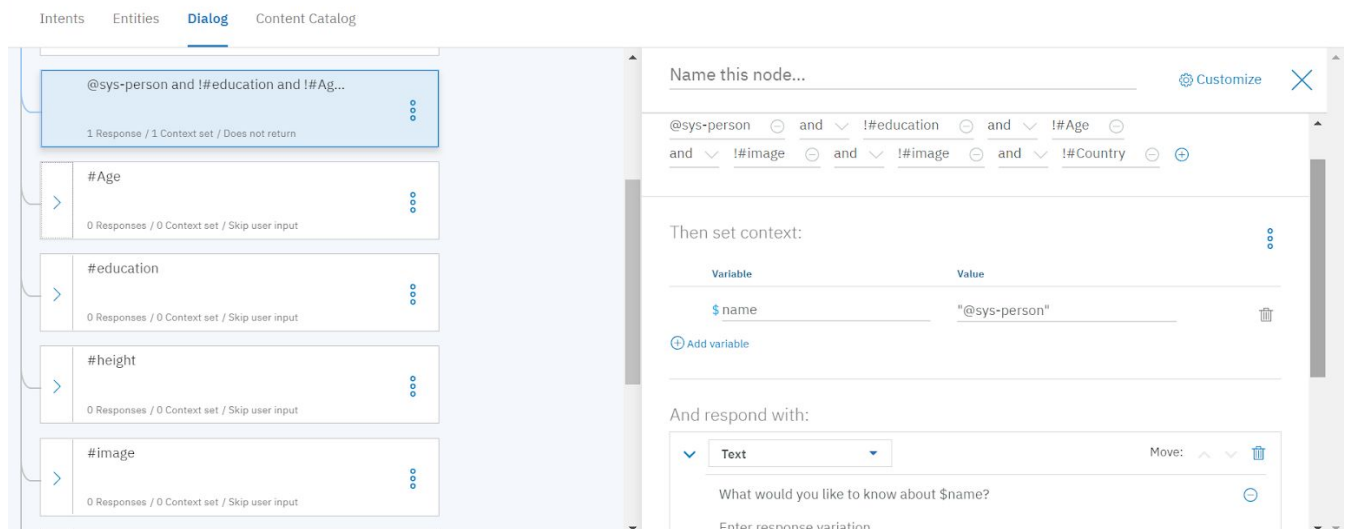 Intents Entities Dialog Content Catalog
@sys-person and !#education and !#Ag...
1 Response / 1 Context set / Does not return
#Age
0 Responses / 0 Context set / Skip user input
#education
0 Responses / 0 Context set / Skip user input
#height
0 Responses / 0 Context set / Skip user input
#image
0 Responses / 0 Context set / Skip user input
Name this node...
Customize
@sys-person and !#education and !#Age
and !#image and !#image and !#Country
Then set context:
Variable Value
$ name "@sys-person"
Add variable
And respond with:
Text Move:
What would you like to know about $name?
Enter response variation